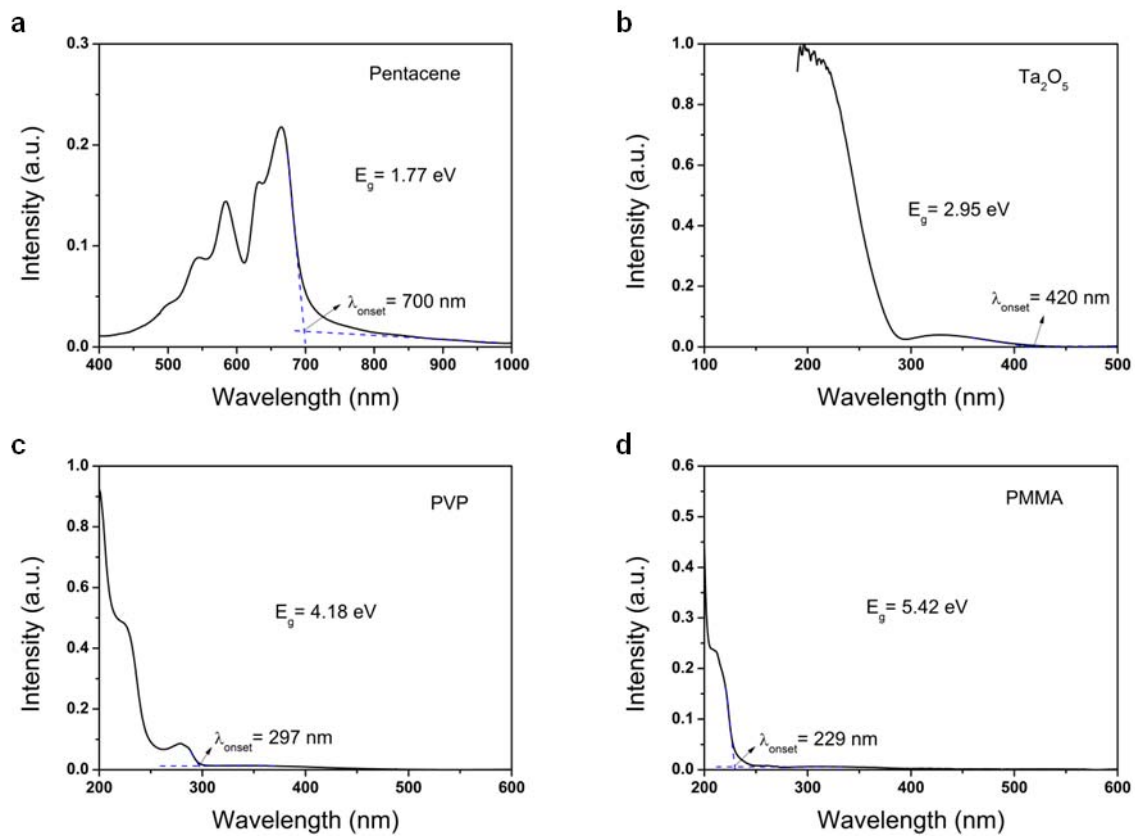 a
0.3
0.2
0.1
0.0
400 500 600 700 800 900 1000
Intensity (a.u.)
Wavelength (nm)
Pentacene
E_g= 1.77 eV
λ_onset= 700 nm
b
1.0
0.8
0.6
0.4
0.2
0.0
100 200 300 400 500
Intensity (a.u.)
Wavelength (nm)
Ta₂O₅
E_g= 2.95 eV
λ_onset= 420 nm
c
1.0
0.8
0.6
0.4
0.2
0.0
200 300 400 500 600
Intensity (a.u.)
Wavelength (nm)
PVP
E_g= 4.18 eV
λ_onset= 297 nm
d
0.6
0.5
0.4
0.3
0.2
0.1
0.0
200 300 400 500 600
Intensity (a.u.)
Wavelength (nm)
PMMA
E_g= 5.42 eV
λ_onset= 229 nm